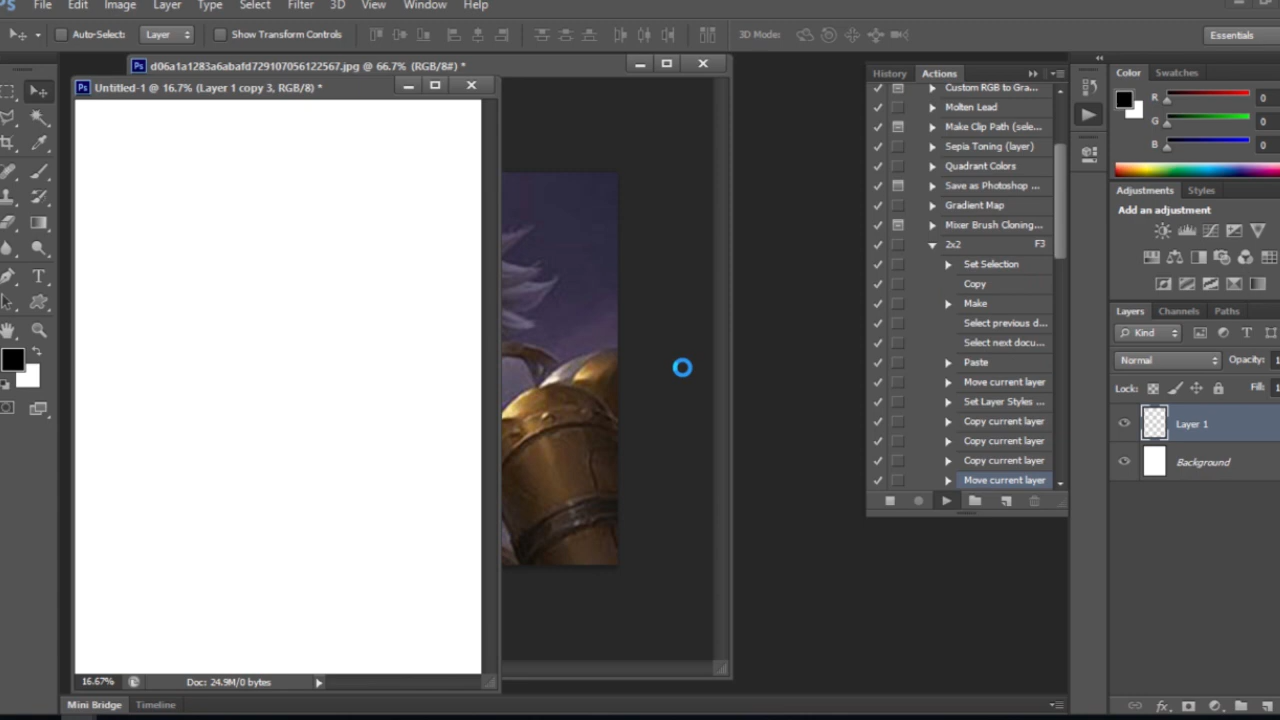 PS File Edit Image Layer Type Select Filter 3D View Window Help
Auto-Select: Layer Show Transform Controls 3D Mode: Essentials
Ps d06a1a1283a6abafd729107056122567.jpg @ 66.7% (RGB/8#) *
Ps Untitled-1 @ 16.7% (Layer 1 copy 3, RGB/8) *
16.67% Doc: 24.9M/0 bytes
Mini Bridge Timeline
History Actions
Custom RGB to Gra...
Molten Lead
Make Clip Path (sele...
Sepia Toning (layer)
Quadrant Colors
Save as Photoshop ...
Gradient Map
Mixer Brush Cloning...
2x2 F3
Set Selection
Copy
Make
Select previous d...
Select next docu...
Paste
Move current layer
Set Layer Styles ...
Copy current layer
Copy current layer
Copy current layer
Move current layer
Color Swatches
R 0
G 0
B 0
Adjustments Styles
Add an adjustment
Layers Channels Paths
Kind
Normal Opacity: 1
Lock: Fill: 1
Layer 1
Background